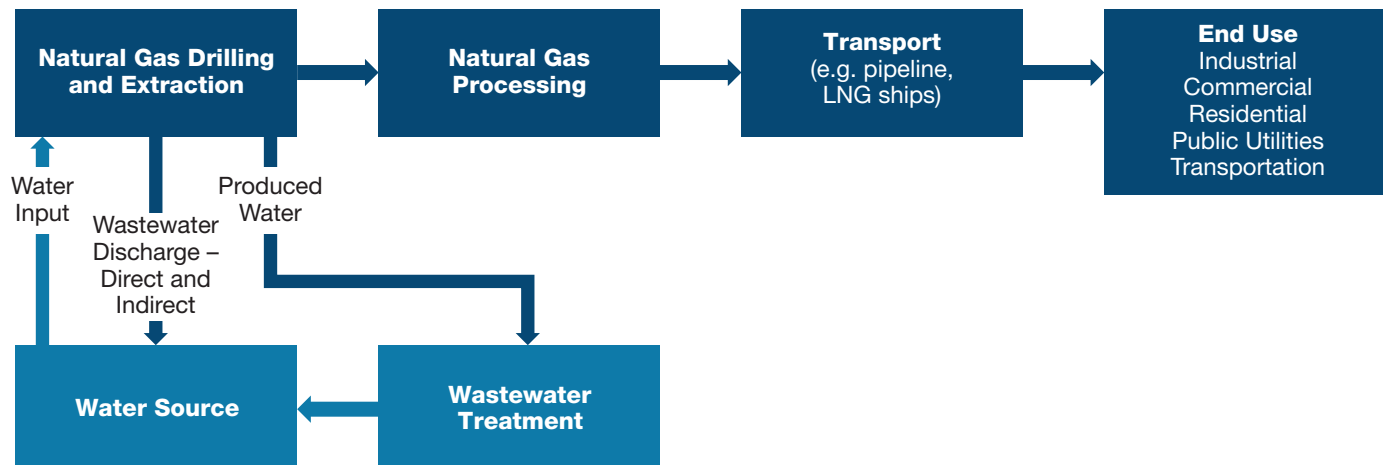 Natural Gas Drilling
and Extraction
Natural Gas
Processing
Transport
(e.g. pipeline,
LNG ships)
End Use
Industrial
Commercial
Residential
Public Utilities
Transportation
Water
Input
Wastewater
Discharge –
Direct and
Indirect
Produced
Water
Water Source
Wastewater
Treatment